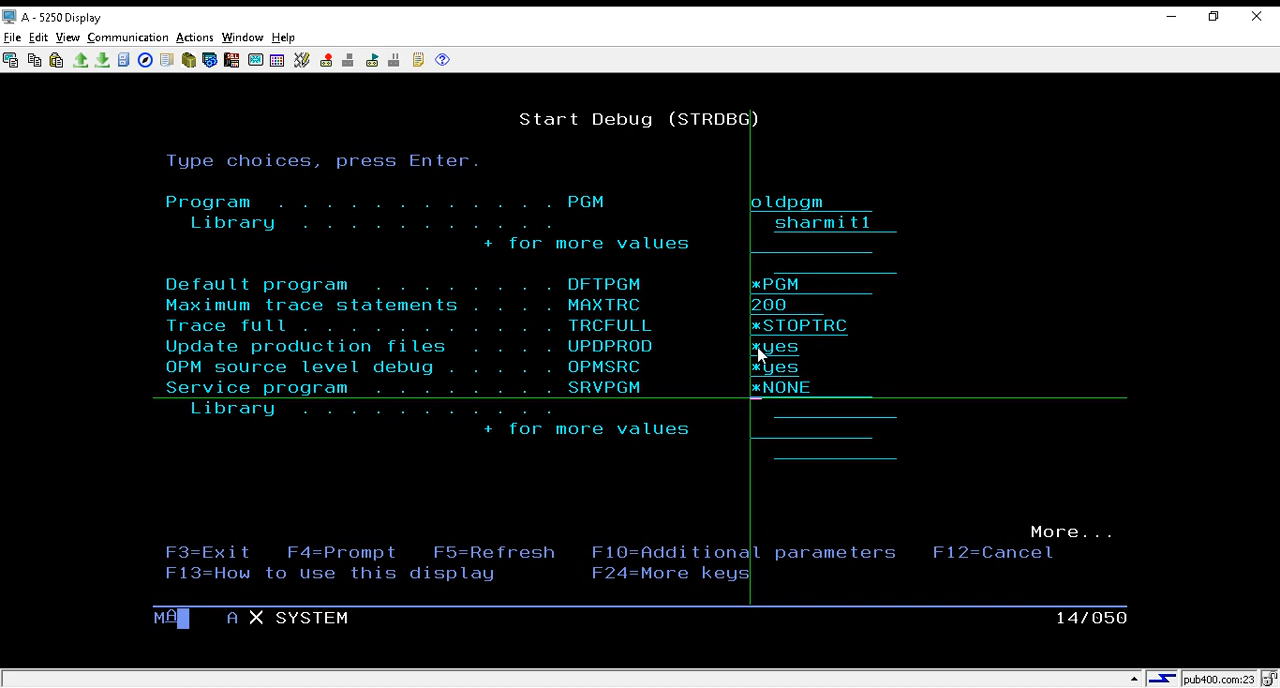 A - 5250 Display
File Edit View Communication Actions Window Help
Start Debug (STRDBG)
Type choices, press Enter.
Program . . . . . . . . . . . . PGM oldpgm
Library . . . . . . . . . . . sharmit1
+ for more values
Default program . . . . . . . . DFTPGM *PGM
Maximum trace statements . . . . MAXTRC 200
Trace full . . . . . . . . . . . TRCFULL *STOPTRC
Update production files . . . . UPDPROD *yes
OPM source level debug . . . . . OPMSRC *yes
Service program . . . . . . . . SRVPGM *NONE
Library . . . . . . . . . . .
+ for more values
More...
F3=Exit F4=Prompt F5=Refresh F10=Additional parameters F12=Cancel
F13=How to use this display F24=More keys
MA A X SYSTEM 14/050
pub400.com:23